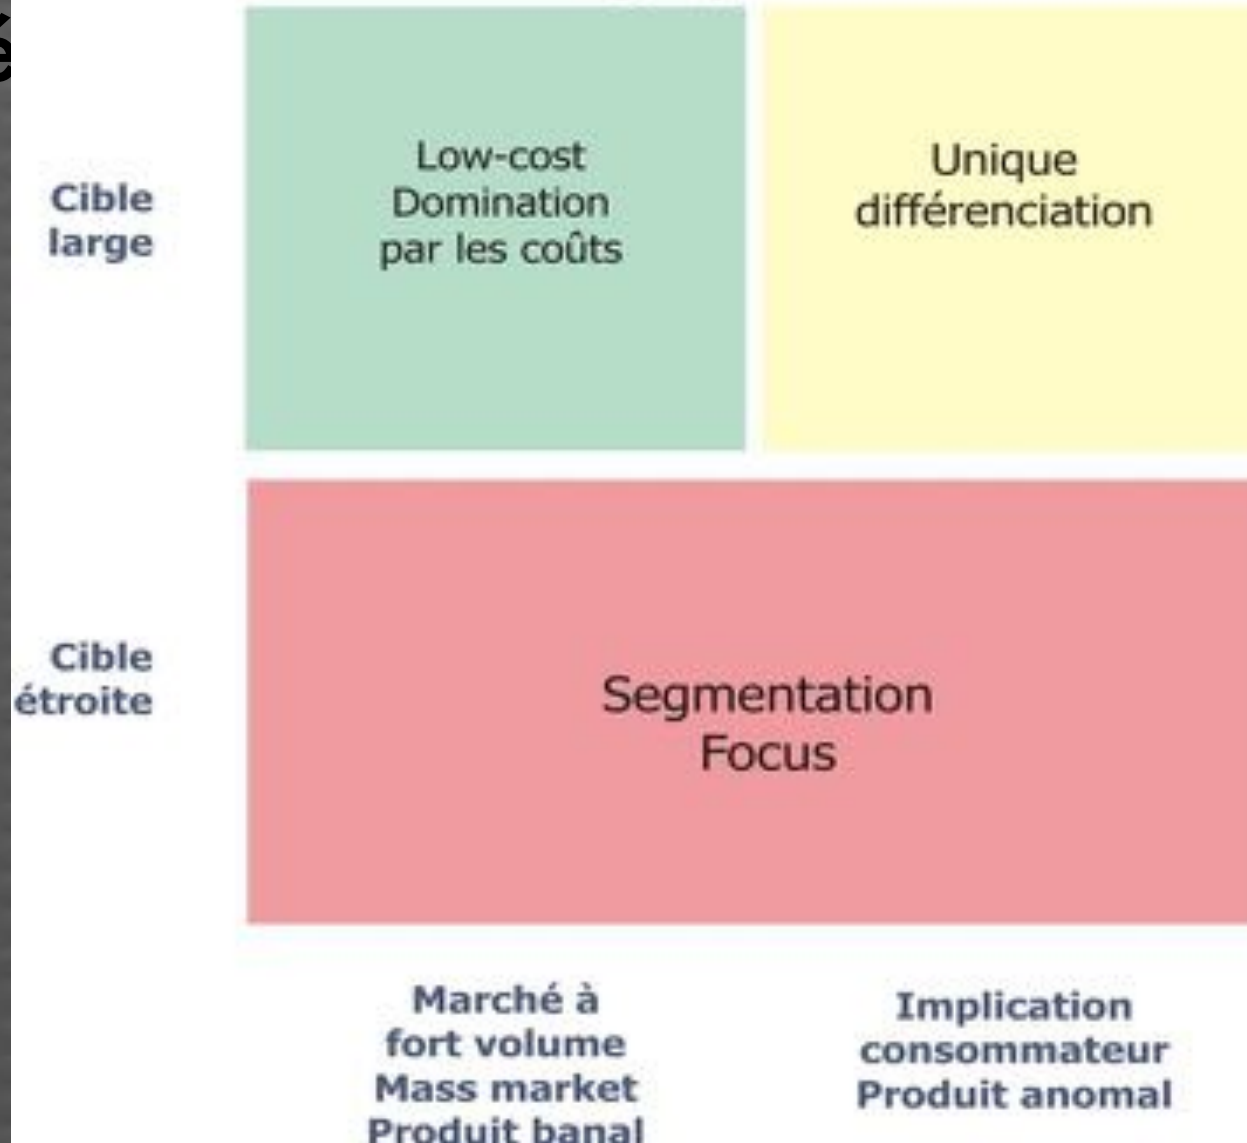 é
Cible
large
Low-cost
Domination
par les coûts
Unique
différenciation
Cible
étroite
Segmentation
Focus
Marché à
fort volume
Mass market
Produit banal
Implication
consommateur
Produit anomal